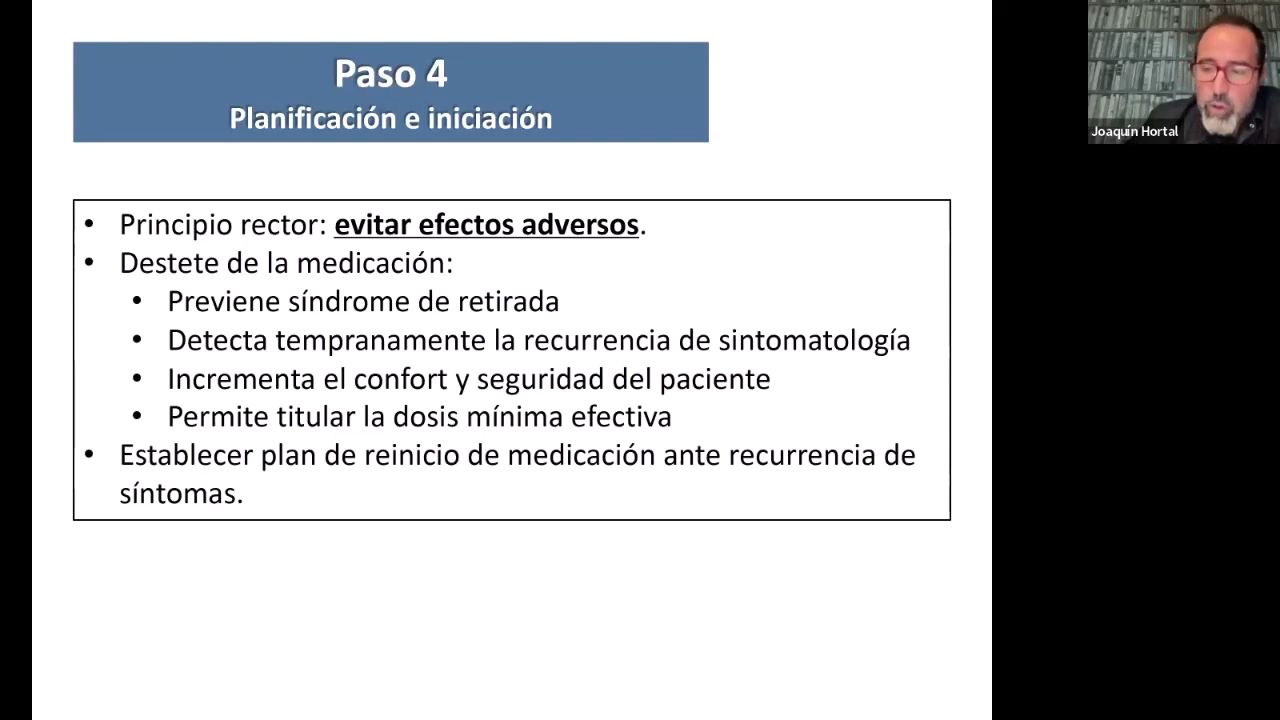 Paso 4
Planificación e iniciación
Joaquín Hortal
• Principio rector: evitar efectos adversos.
• Destete de la medicación:
• Previene síndrome de retirada
• Detecta tempranamente la recurrencia de sintomatología
• Incrementa el confort y seguridad del paciente
• Permite titular la dosis mínima efectiva
• Establecer plan de reinicio de medicación ante recurrencia de
síntomas.